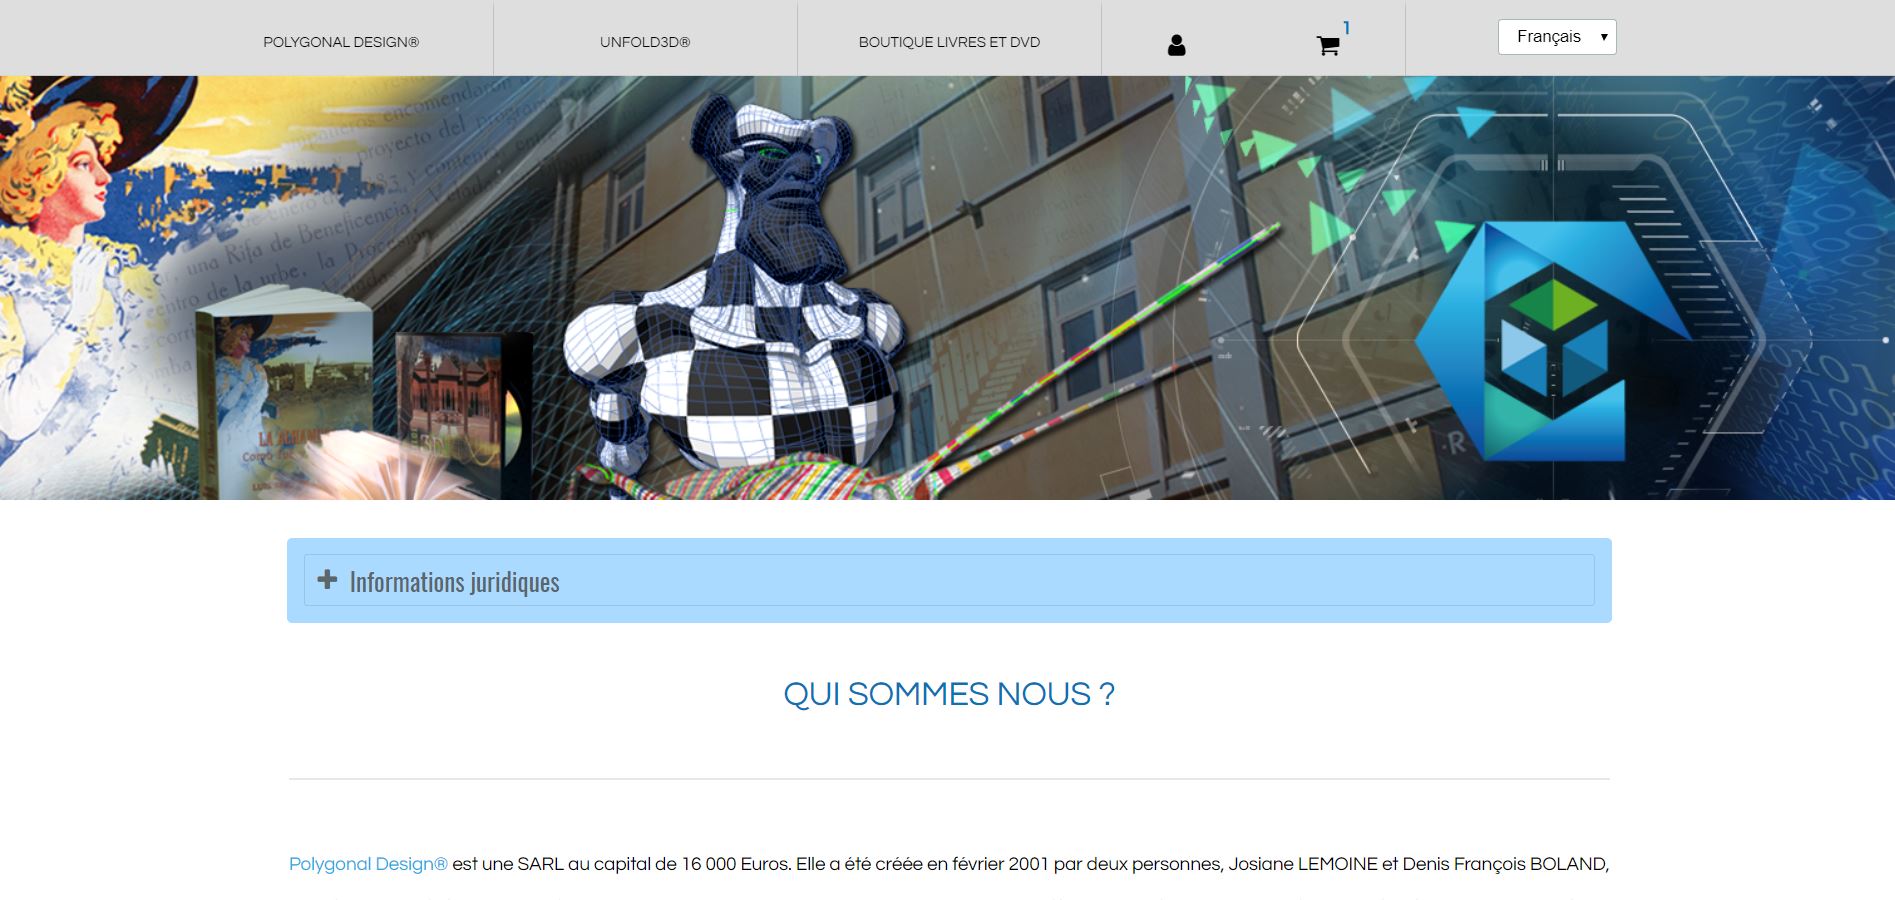 POLYGONAL DESIGN®
UNFOLD3D®
BOUTIQUE LIVRES ET DVD
1
Français
Informations juridiques
QUI SOMMES NOUS ?
Polygonal Design® est une SARL au capital de 16 000 Euros. Elle a été créée en février 2001 par deux personnes, Josiane LEMOINE et Denis François BOLAND,